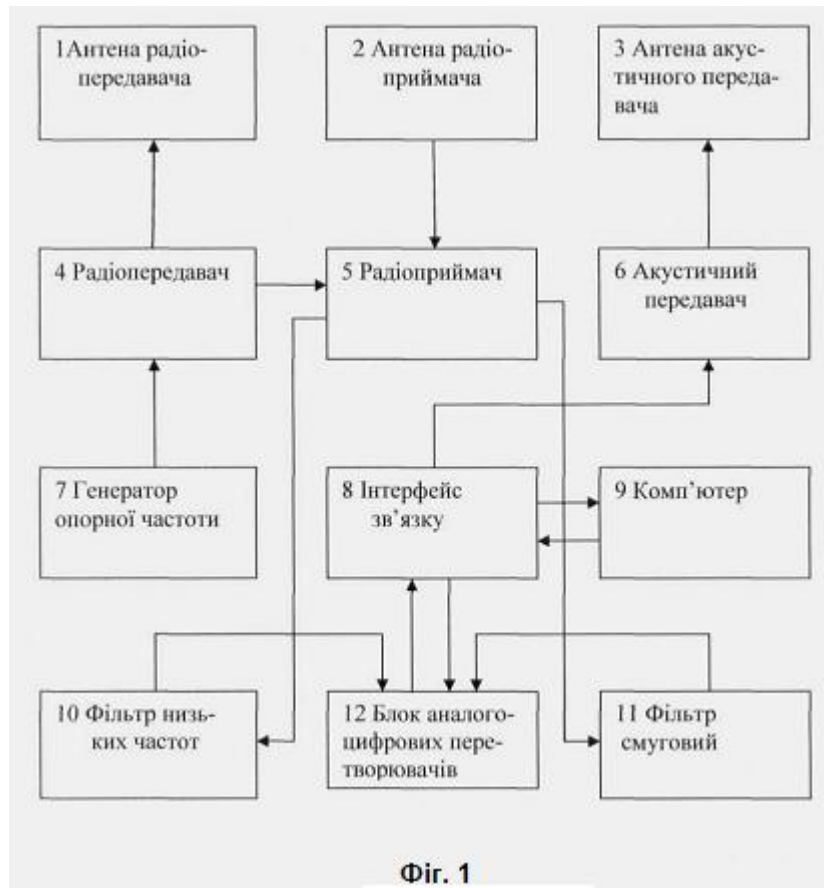 1Антена радіо-
передавача
2 Антена радіо-
приймача
3 Антена акус-
тичного переда-
вача
4 Радіопередавач
5 Радіоприймач
6 Акустичний
передавач
7 Генератор
опорної частоти
8 Інтерфейс
зв’язку
9 Комп’ютер
10 Фільтр низь-
ких частот
12 Блок аналого-
цифрових пере-
творювачів
11 Фільтр
смуговий
Фіг. 1